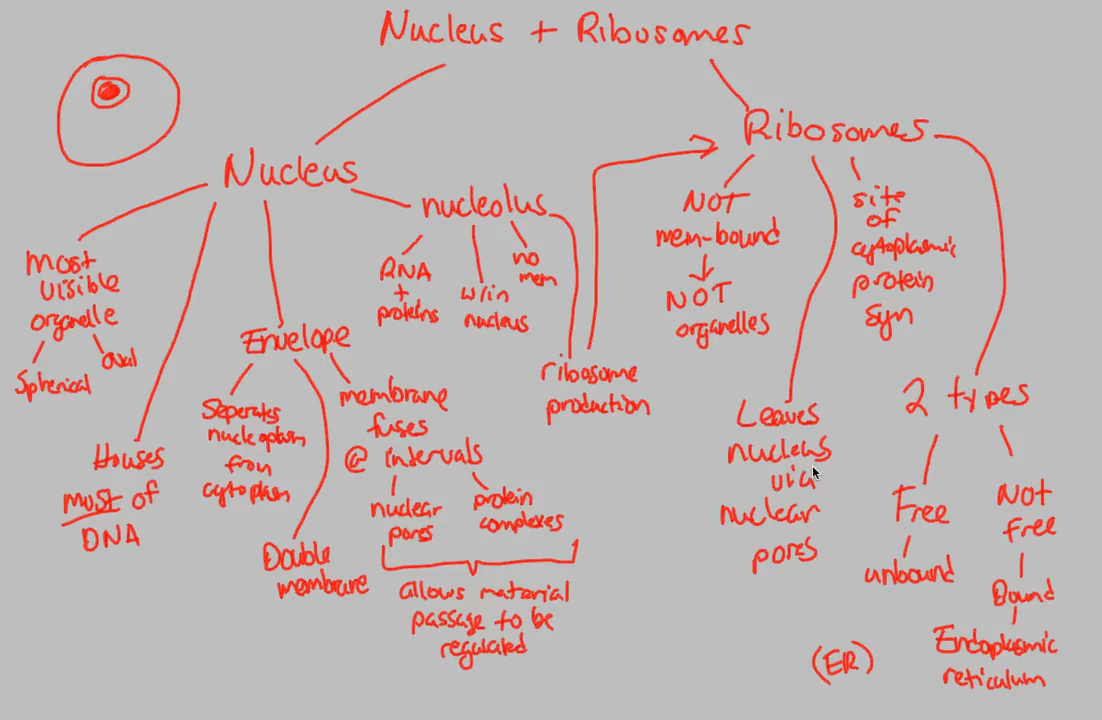 Nucleus + Ribosomes
Nucleus
Most
visible
organelle
Spherical
oval
Houses
most of
DNA
Envelope
Seperates
nucleoplasm
from
cytoplasm
Double
membrane
membrane
fuses
@ intervals
nuclear
pores
protein
complexes
allows material
passage to be
regulated
nucleolus
RNA
+
proteins
w/in
nucleus
no
mem
ribosome
production
Ribosomes
NOT
mem-bound
NOT
organelles
Leaves
nucleus
via
nuclear
pores
site
of
cytoplasmic
protein
syn
2 types
Free
unbound
Not
free
Bound
Endoplasmic
reticulum
(ER)